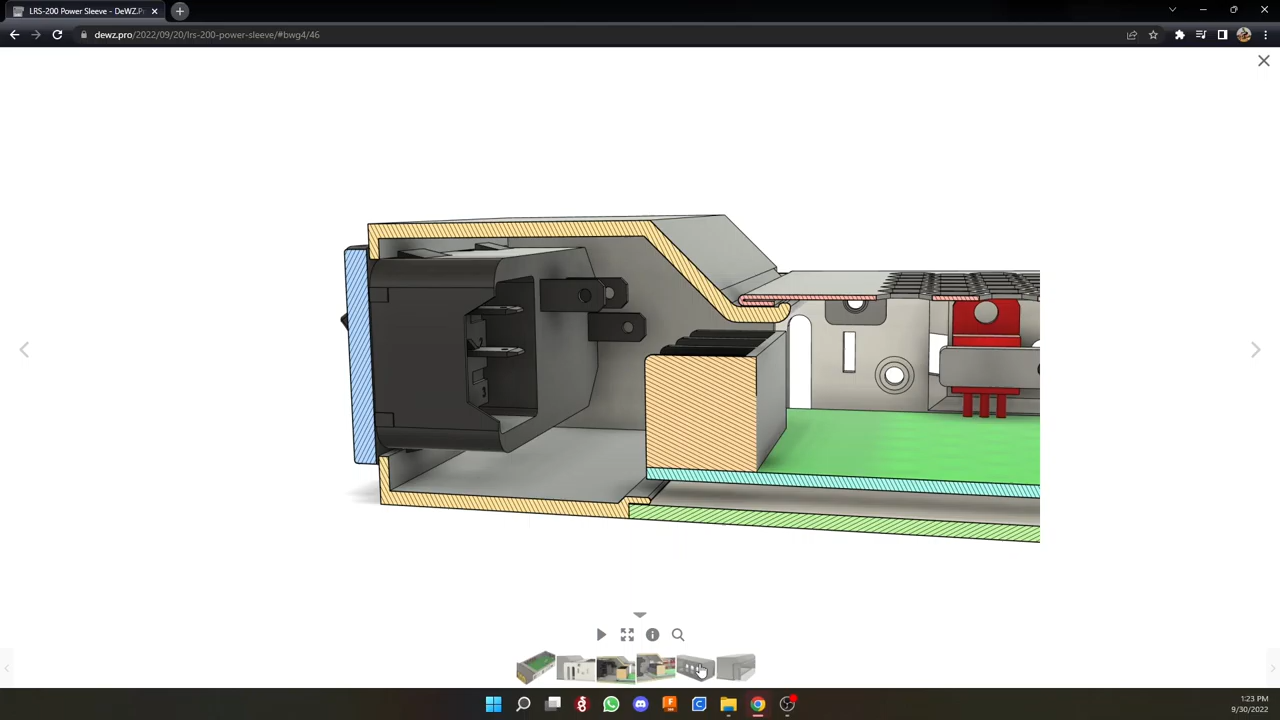 LRS-200 Power Sleeve - DeWZ.Pr
dewz.pro/2022/09/20/lrs-200-power-sleeve/#bwg4/46
1:23 PM
9/30/2022